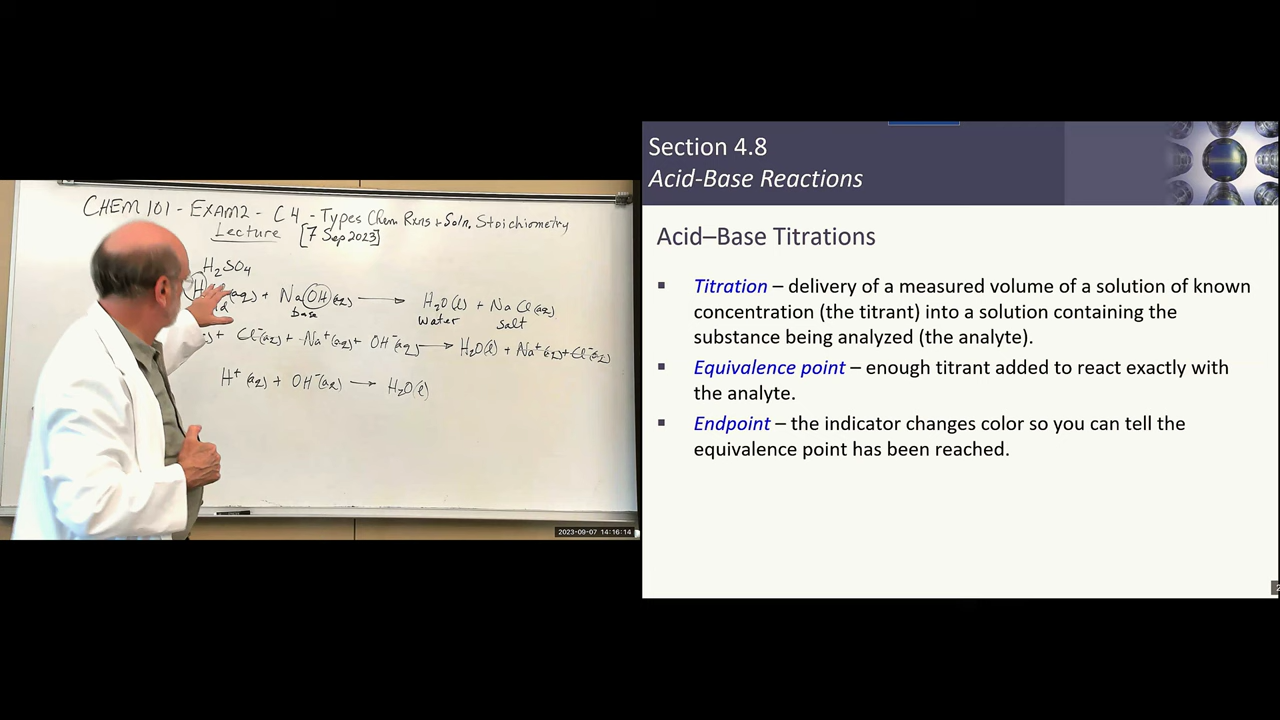 CHEM 101 - EXAM2 - C 4 - Types Chem Rxns + Soln. Stoichiometry
Lecture [7 Sep 2023]
H₂SO₄
H (aq) + NaOH(aq) → H₂O(l) + NaCl(aq)
base water salt
+ Cl⁻(aq) + Na⁺(aq) + OH⁻(aq) → H₂O(l) + Na⁺(aq) + Cl⁻(aq)
H⁺(aq) + OH⁻(aq) → H₂O(l)
2023-09-07 14:16:14
Section 4.8
Acid-Base Reactions
Acid–Base Titrations
▪ Titration – delivery of a measured volume of a solution of known
concentration (the titrant) into a solution containing the
substance being analyzed (the analyte).
▪ Equivalence point – enough titrant added to react exactly with
the analyte.
▪ Endpoint – the indicator changes color so you can tell the
equivalence point has been reached.